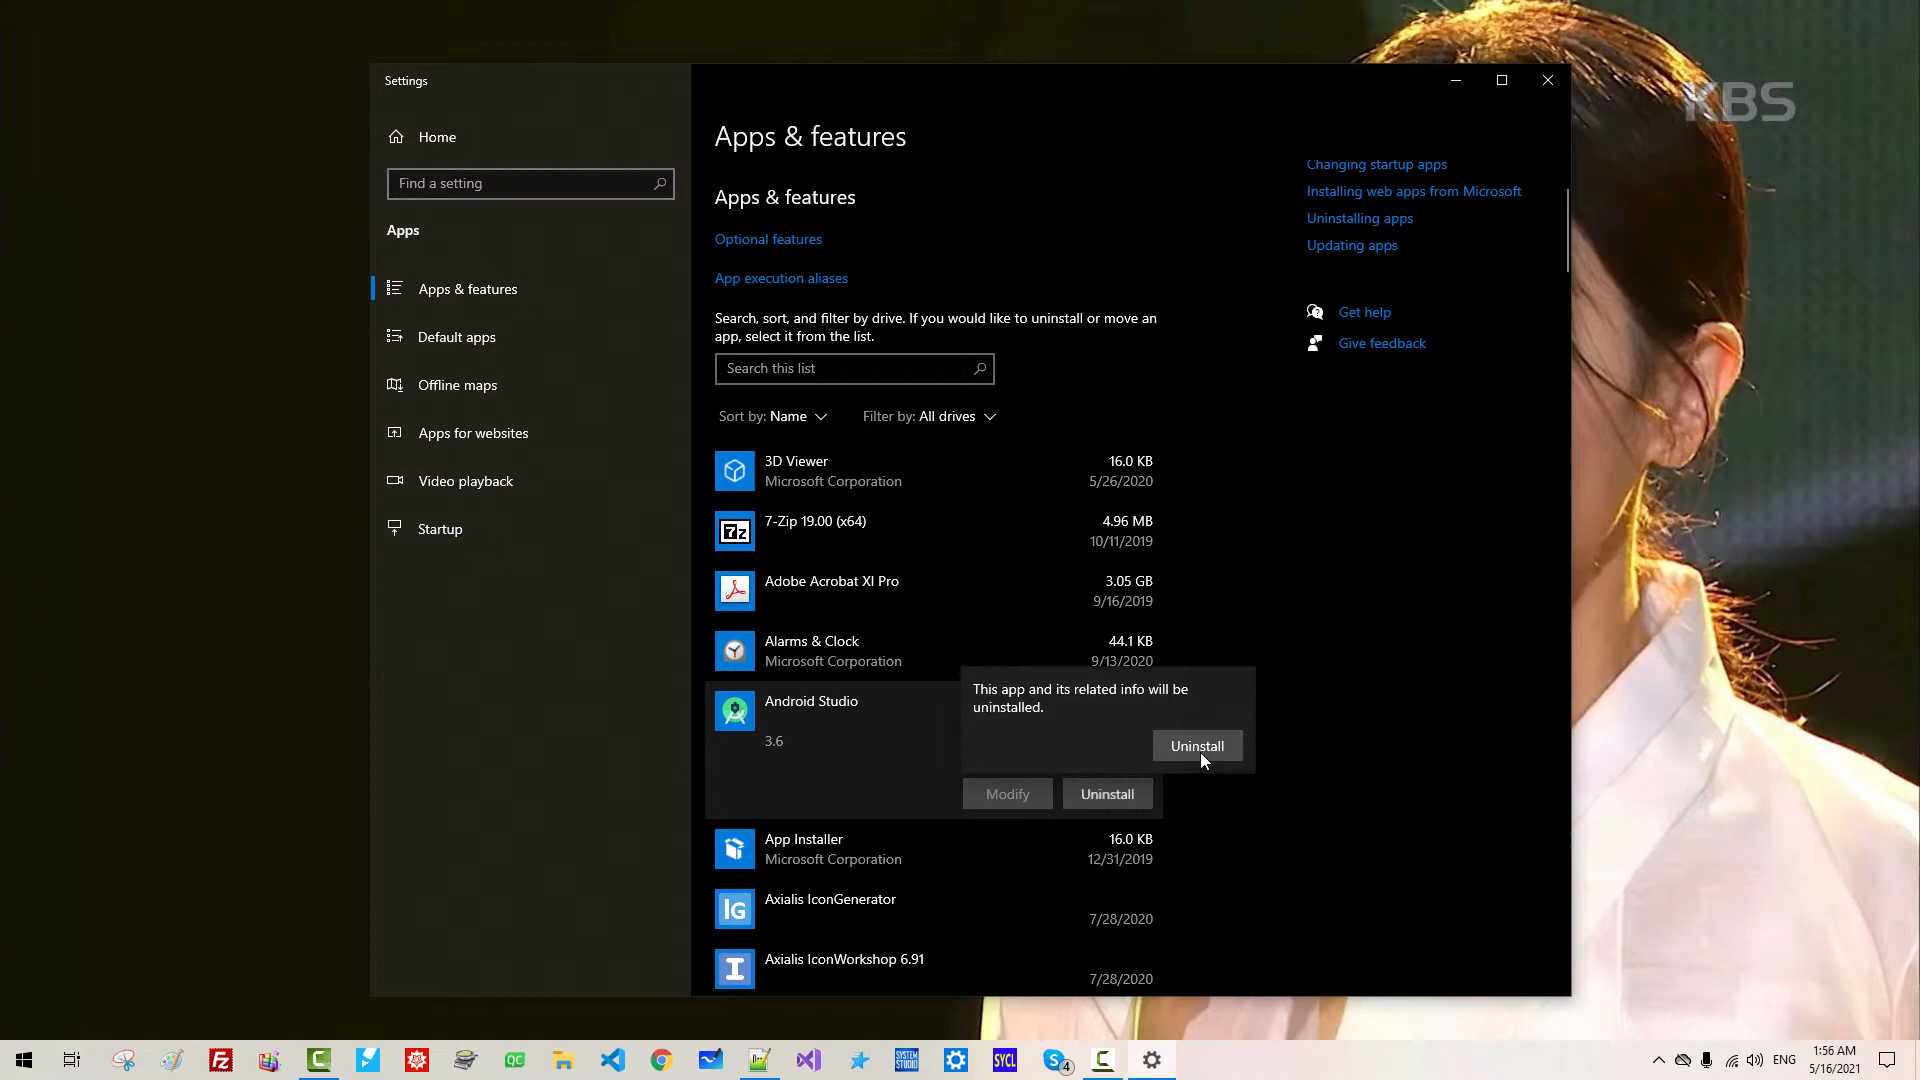 KBS
Settings
Home
Find a setting
Apps
Apps & features
Default apps
Offline maps
Apps for websites
Video playback
Startup
Apps & features
Apps & features
Optional features
App execution aliases
Search, sort, and filter by drive. If you would like to uninstall or move an
app, select it from the list.
Search this list
Sort by: Name
Filter by: All drives
3D Viewer 16.0 KB
Microsoft Corporation 5/26/2020
7-Zip 19.00 (x64) 4.96 MB
10/11/2019
Adobe Acrobat XI Pro 3.05 GB
9/16/2019
Alarms & Clock 44.1 KB
Microsoft Corporation 9/13/2020
Android Studio
3.6
This app and its related info will be
uninstalled.
Uninstall
Modify Uninstall
App Installer 16.0 KB
Microsoft Corporation 12/31/2019
Axialis IconGenerator
7/28/2020
Axialis IconWorkshop 6.91
7/28/2020
Changing startup apps
Installing web apps from Microsoft
Uninstalling apps
Updating apps
Get help
Give feedback
7z
IG
I
Fz
QC
SYSTEM
STUDIO
SYCL
S
4
ENG
1:56 AM
5/16/2021